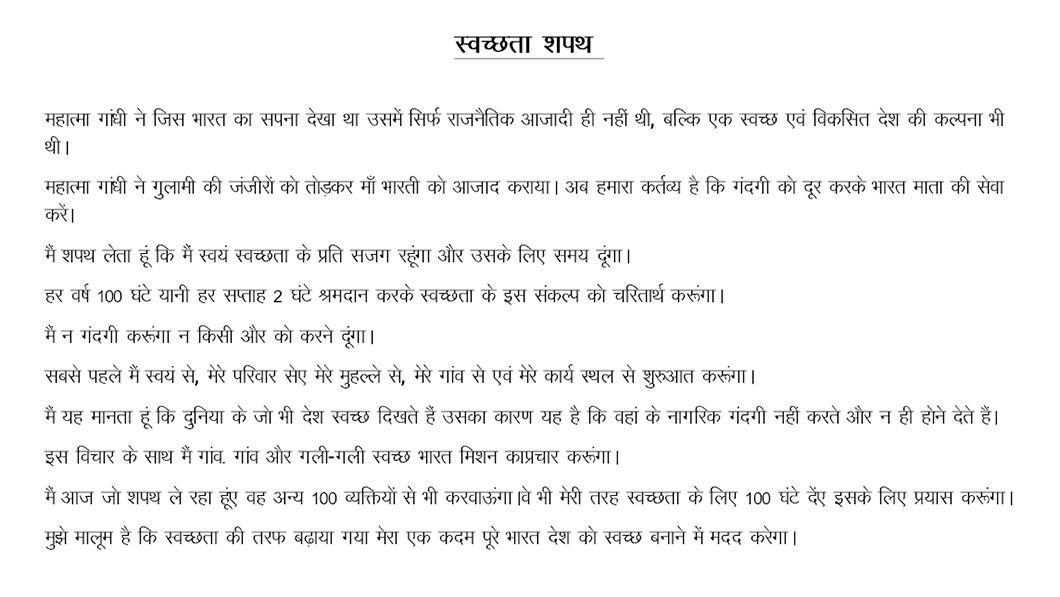 स्वच्छता शपथ
महात्मा गांधी ने जिस भारत का सपना देखा था उसमें सिर्फ राजनैतिक आजादी ही नहीं थी, बल्कि एक स्वच्छ एवं विकसित देश की कल्पना भी
थी।
महात्मा गांधी ने गुलामी की जंजीरों को तोड़कर माँ भारती को आजाद कराया। अब हमारा कर्तव्य है कि गंदगी को दूर करके भारत माता की सेवा
करें।
मैं शपथ लेता हूं कि मैं स्वयं स्वच्छता के प्रति सजग रहूंगा और उसके लिए समय दूंगा।
हर वर्ष 100 घंटे यानी हर सप्ताह 2 घंटे श्रमदान करके स्वच्छता के इस संकल्प को चरितार्थ करूंगा।
मैं न गंदगी करूंगा न किसी और को करने दूंगा।
सबसे पहले मैं स्वयं से, मेरे परिवार सेए मेरे मुहल्ले से, मेरे गांव से एवं मेरे कार्य स्थल से शुरुआत करूंगा।
मैं यह मानता हूं कि दुनिया के जो भी देश स्वच्छ दिखते हैं उसका कारण यह है कि वहां के नागरिक गंदगी नहीं करते और न ही होने देते हैं।
इस विचार के साथ मैं गांव. गांव और गली-गली स्वच्छ भारत मिशन काप्रचार करूंगा।
मैं आज जो शपथ ले रहा हूंए वह अन्य 100 व्यक्तियों से भी करवाऊंगा।वे भी मेरी तरह स्वच्छता के लिए 100 घंटे देंए इसके लिए प्रयास करूंगा।
मुझे मालूम है कि स्वच्छता की तरफ बढ़ाया गया मेरा एक कदम पूरे भारत देश को स्वच्छ बनाने में मदद करेगा।